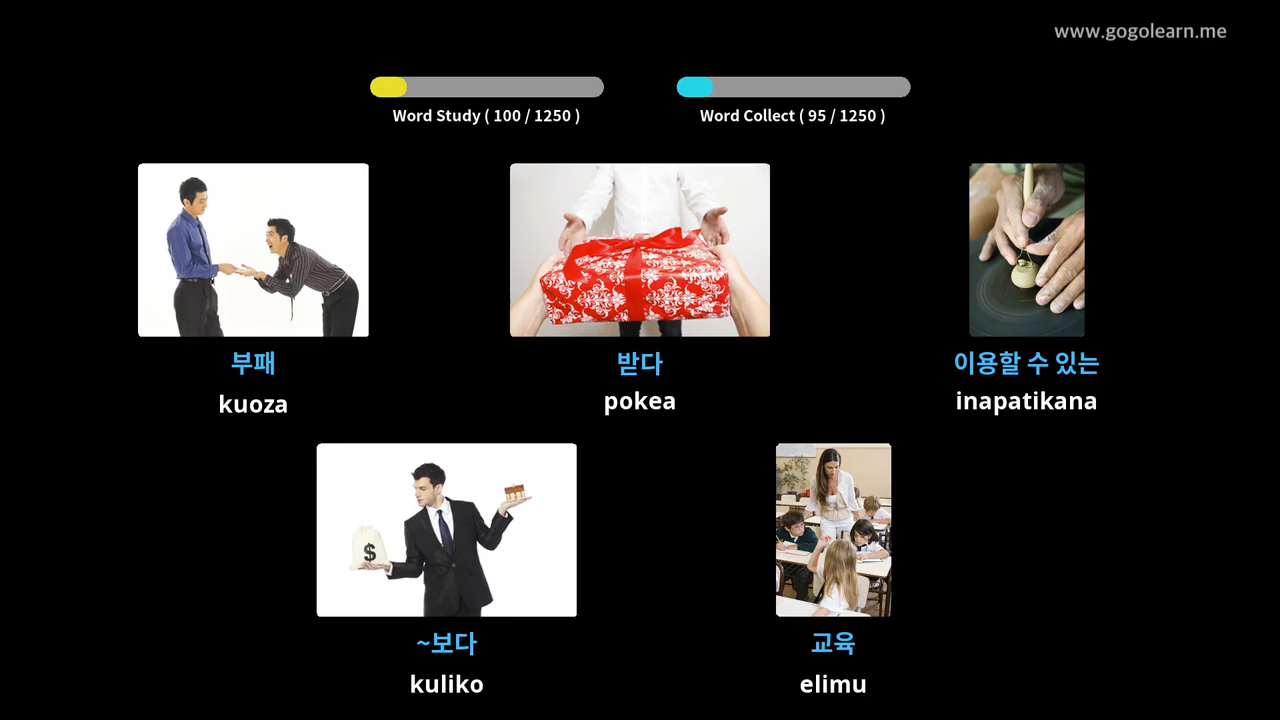 www.gogolearn.me
Word Study ( 100 / 1250 )
Word Collect ( 95 / 1250 )
부패
kuoza
받다
pokea
이용할 수 있는
inapatikana
$
~보다
kuliko
교육
elimu